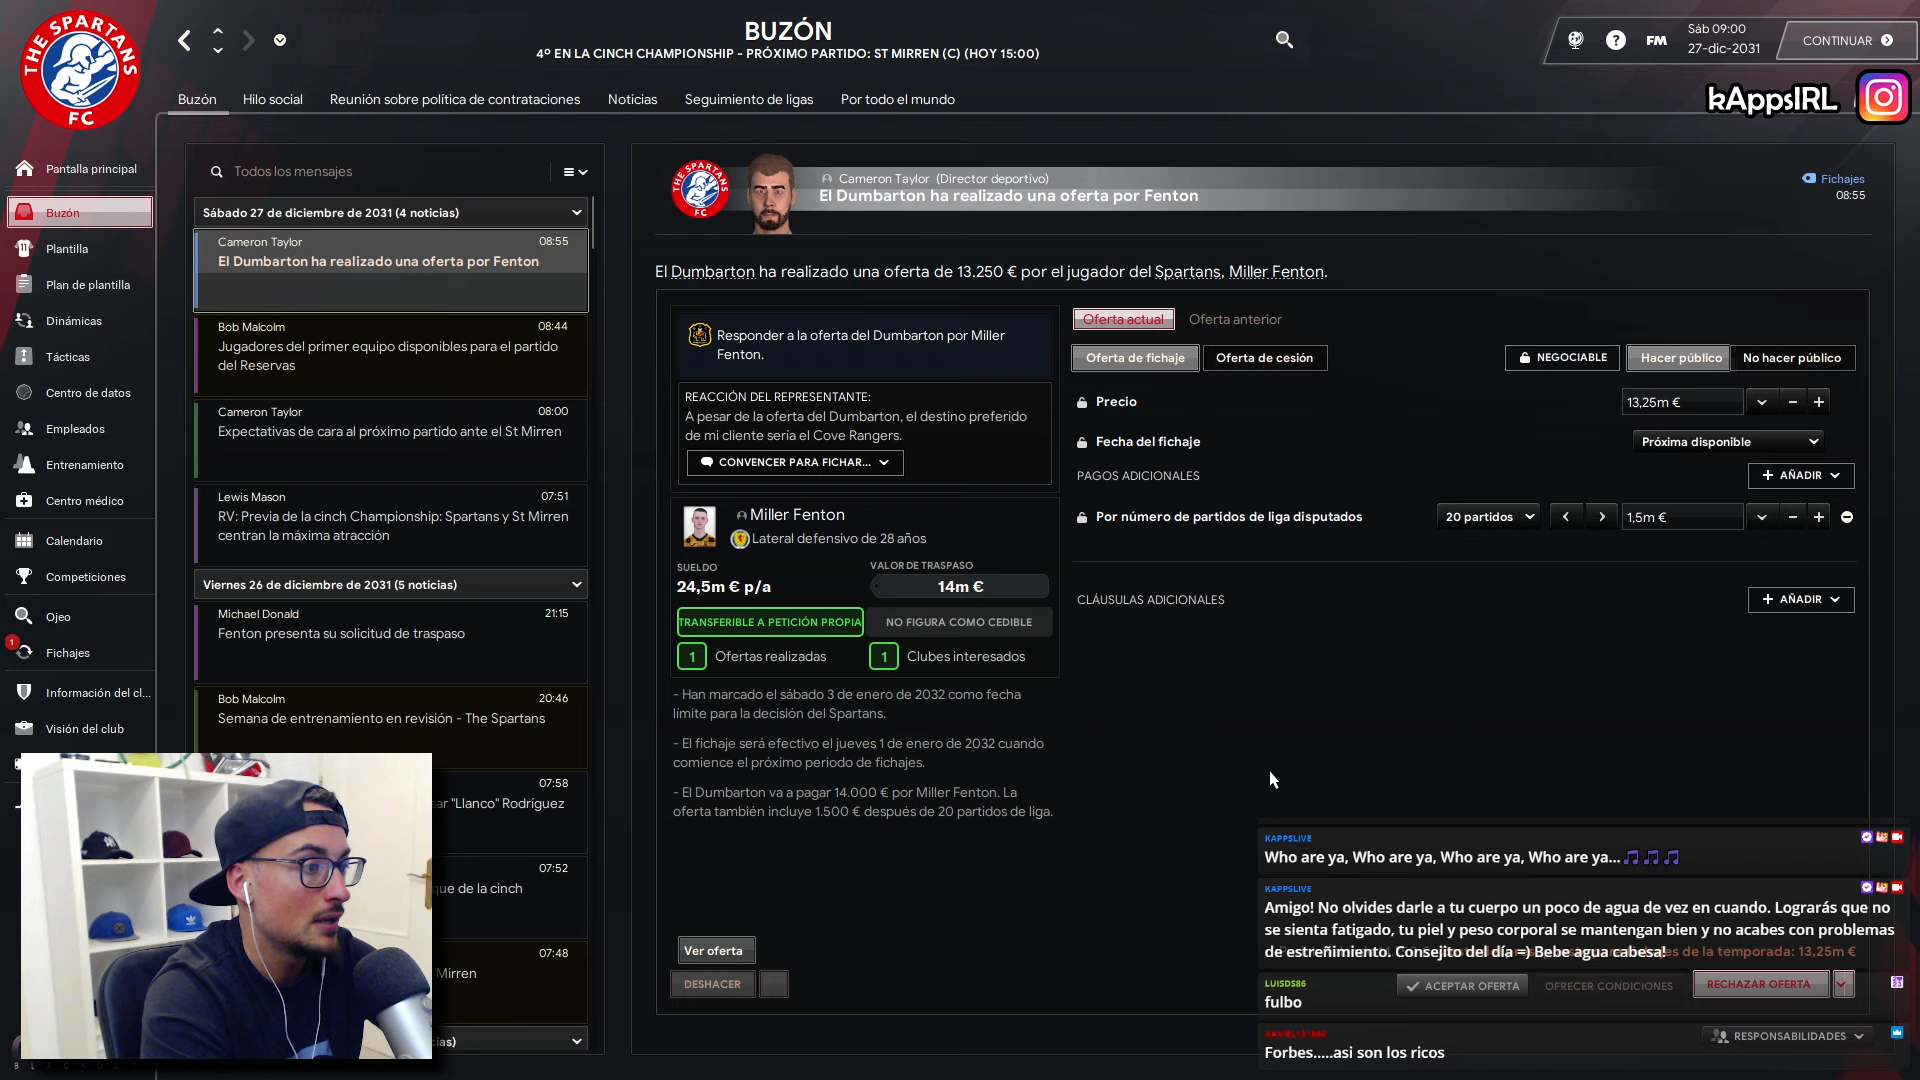 THE SPARTANS
FC
BUZÓN
4º EN LA CINCH CHAMPIONSHIP - PRÓXIMO PARTIDO: ST MIRREN (C) (HOY 15:00)
FM
Sáb 09:00
27-dic-2031
CONTINUAR
kAppsIRL
Buzón
Hilo social
Reunión sobre política de contrataciones
Noticias
Seguimiento de ligas
Por todo el mundo
Pantalla principal
Buzón
Plantilla
Plan de plantilla
Dinámicas
Tácticas
Centro de datos
Empleados
Entrenamiento
Centro médico
Calendario
Competiciones
Ojeo
1
Fichajes
Información del cl...
Visión del club
Todos los mensajes
Sábado 27 de diciembre de 2031 (4 noticias)
Cameron Taylor 08:55
El Dumbarton ha realizado una oferta por Fenton
Bob Malcolm 08:44
Jugadores del primer equipo disponibles para el partido
del Reservas
Cameron Taylor 08:00
Expectativas de cara al próximo partido ante el St Mirren
Lewis Mason 07:51
RV: Previa de la cinch Championship: Spartans y St Mirren
centran la máxima atracción
Viernes 26 de diciembre de 2031 (5 noticias)
Michael Donald 21:15
Fenton presenta su solicitud de traspaso
Bob Malcolm 20:46
Semana de entrenamiento en revisión - The Spartans
07:58
"Llanco" Rodríguez
07:52
que de la cinch
07:48
Mirren
Cameron Taylor (Director deportivo)
El Dumbarton ha realizado una oferta por Fenton
Fichajes
08:55
El Dumbarton ha realizado una oferta de 13.250 € por el jugador del Spartans, Miller Fenton.
Responder a la oferta del Dumbarton por Miller
Fenton.
REACCIÓN DEL REPRESENTANTE:
A pesar de la oferta del Dumbarton, el destino preferido
de mi cliente sería el Cove Rangers.
CONVENCER PARA FICHAR...
Miller Fenton
Lateral defensivo de 28 años
SUELDO
24,5m € p/a
VALOR DE TRASPASO
14m €
TRANSFERIBLE A PETICIÓN PROPIA
NO FIGURA COMO CEDIBLE
1 Ofertas realizadas
1 Clubes interesados
- Han marcado el sábado 3 de enero de 2032 como fecha
límite para la decisión del Spartans.
- El fichaje será efectivo el jueves 1 de enero de 2032 cuando
comience el próximo periodo de fichajes.
- El Dumbarton va a pagar 14.000 € por Miller Fenton. La
oferta también incluye 1.500 € después de 20 partidos de liga.
Ver oferta
DESHACER
Oferta actual
Oferta anterior
Oferta de fichaje
Oferta de cesión
NEGOCIABLE
Hacer público
No hacer público
Precio
13,25m €
Fecha del fichaje
Próxima disponible
PAGOS ADICIONALES
AÑADIR
Por número de partidos de liga disputados
20 partidos
1,5m €
CLÁUSULAS ADICIONALES
AÑADIR
KAPPSLIVE
Who are ya, Who are ya, Who are ya, Who are ya...🎵🎵🎵
KAPPSLIVE
Amigo! No olvides darle a tu cuerpo un poco de agua de vez en cuando. Lograrás que no
se sienta fatigado, tu piel y peso corporal se mantengan bien y no acabes con problemas
de estreñimiento. Consejito del día =) Bebe agua cabesa!
es de la temporada: 13,25m €
LUISDS86
fulbo
ACEPTAR OFERTA
OFRECER CONDICIONES
RECHAZAR OFERTA
Forbes.....asi son los ricos
RESPONSABILIDADES